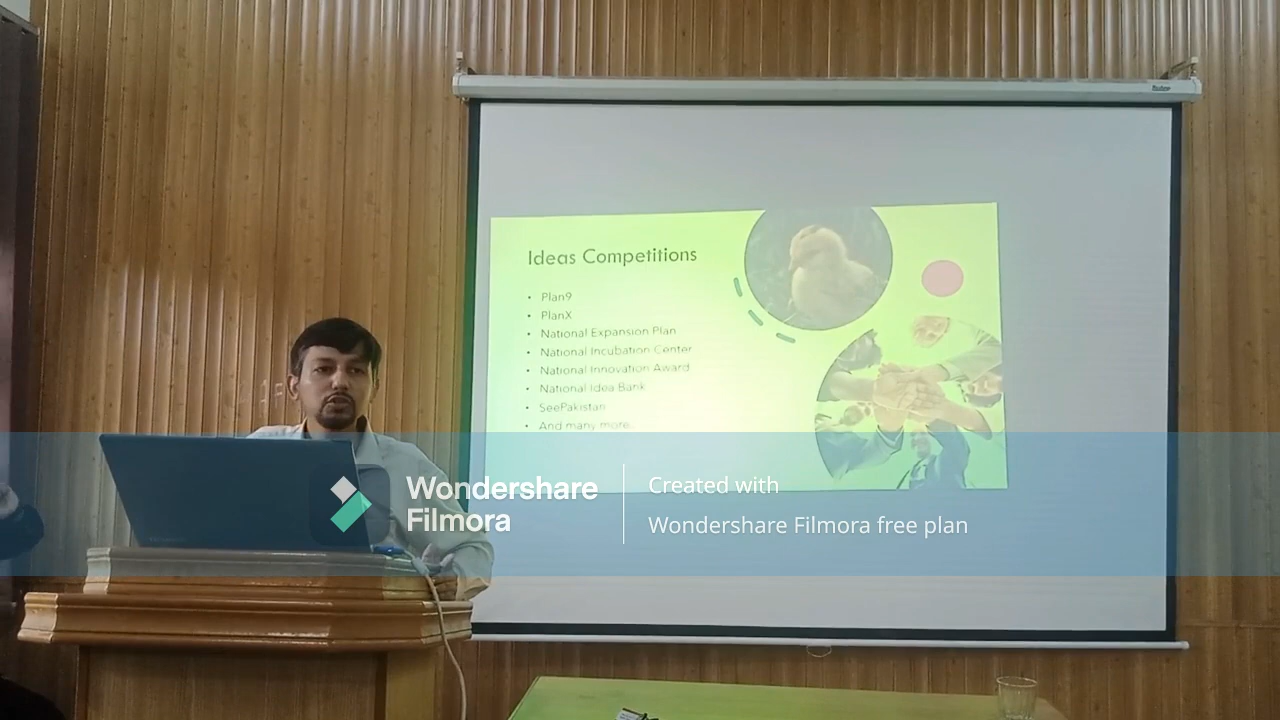 Ideas Competitions
• Plan9
• PlanX
• National Expansion Plan
• National Incubation Center
• National Innovation Award
• National Idea Bank
• SeePakistan
• And many more..
Wondershare
Filmora
Created with
Wondershare Filmora free plan